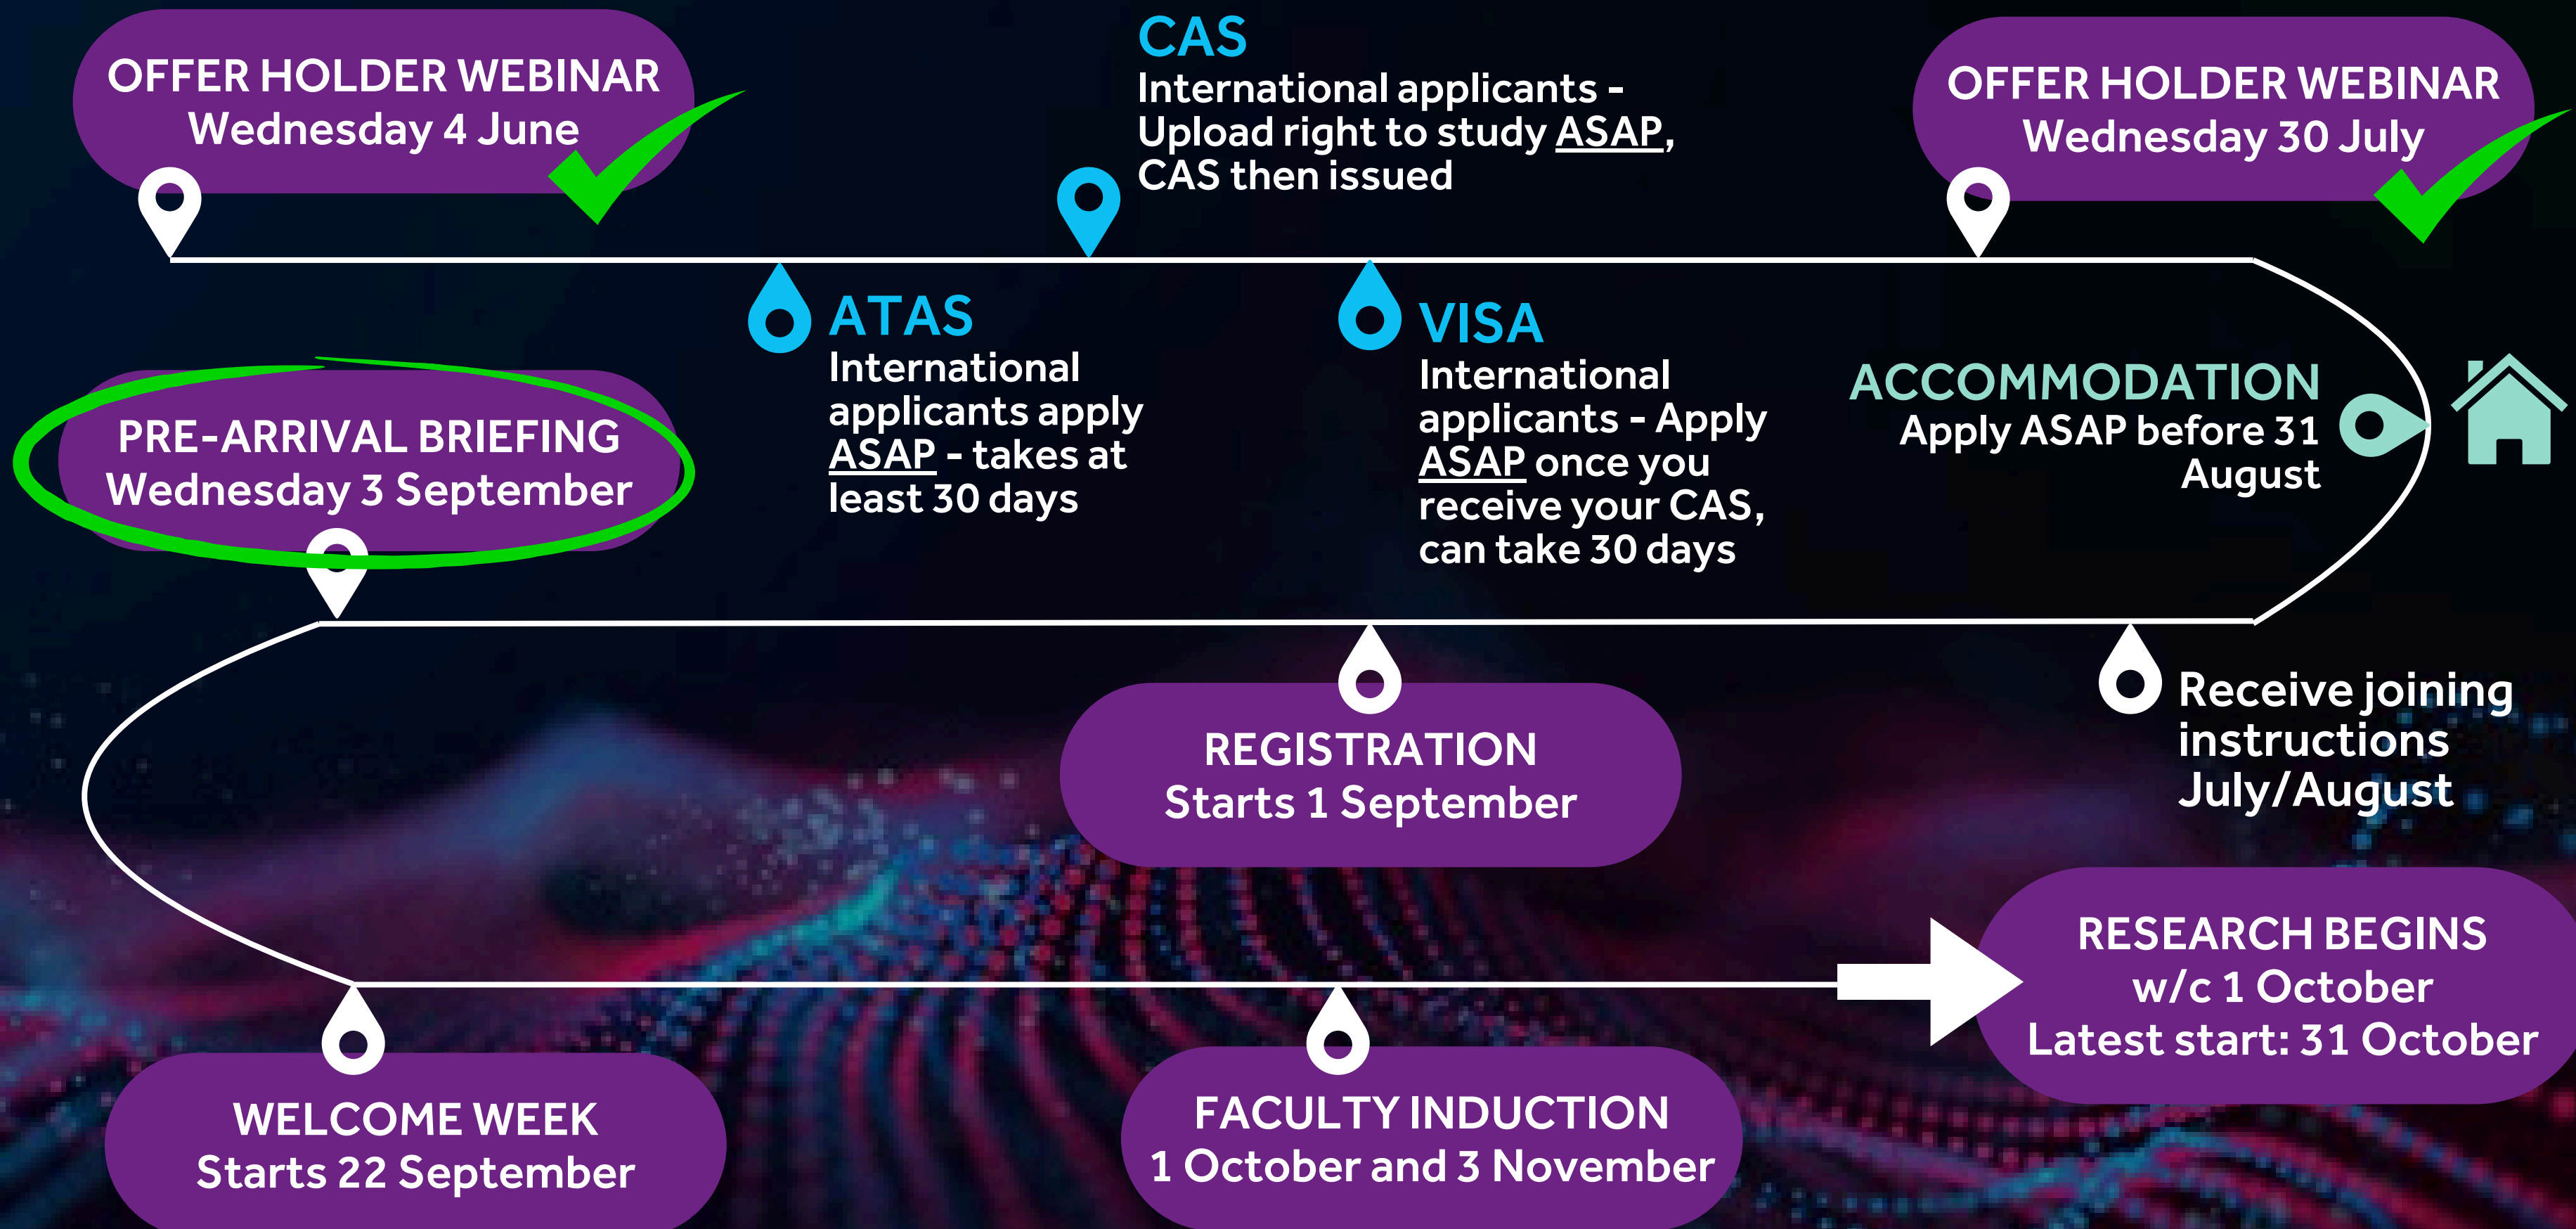 OFFER HOLDER WEBINAR
Wednesday 4 June
CAS
International applicants -
Upload right to study ASAP,
CAS then issued
OFFER HOLDER WEBINAR
Wednesday 30 July
ATAS
International
applicants apply
ASAP - takes at
least 30 days
VISA
International
applicants - Apply
ASAP once you
receive your CAS,
can take 30 days
ACCOMMODATION
Apply ASAP before 31
August
PRE-ARRIVAL BRIEFING
Wednesday 3 September
REGISTRATION
Starts 1 September
Receive joining
instructions
July/August
WELCOME WEEK
Starts 22 September
FACULTY INDUCTION
1 October and 3 November
RESEARCH BEGINS
w/c 1 October
Latest start: 31 October